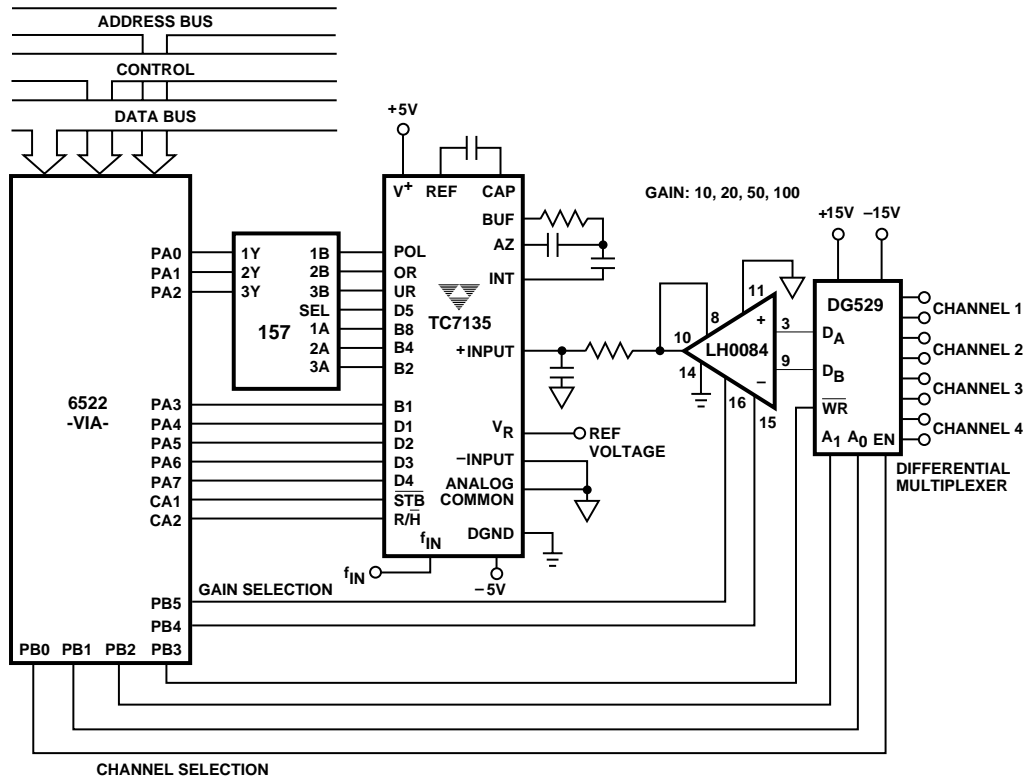 ADDRESS BUS
CONTROL
DATA BUS
+5V
V+ REF CAP
BUF
AZ
INT
GAIN: 10, 20, 50, 100
+15V –15V
PA0
PA1
PA2
1Y
2Y
3Y
157
1B
2B
3B
SEL
1A
2A
3A
POL
OR
UR
D5
B8
B4
B2
TC7135
+INPUT
6522
-VIA-
PA3
PA4
PA5
PA6
PA7
CA1
CA2
B1
D1
D2
D3
D4
STB
R/H
fIN
VR
REF
VOLTAGE
–INPUT
ANALOG
COMMON
DGND
fIN
–5V
11
8
+
10
LH0084
14
–
16
15
3
9
DG529
DA
DB
WR
A1 A0 EN
CHANNEL 1
CHANNEL 2
CHANNEL 3
CHANNEL 4
DIFFERENTIAL
MULTIPLEXER
GAIN SELECTION
PB5
PB4
PB0 PB1 PB2 PB3
CHANNEL SELECTION